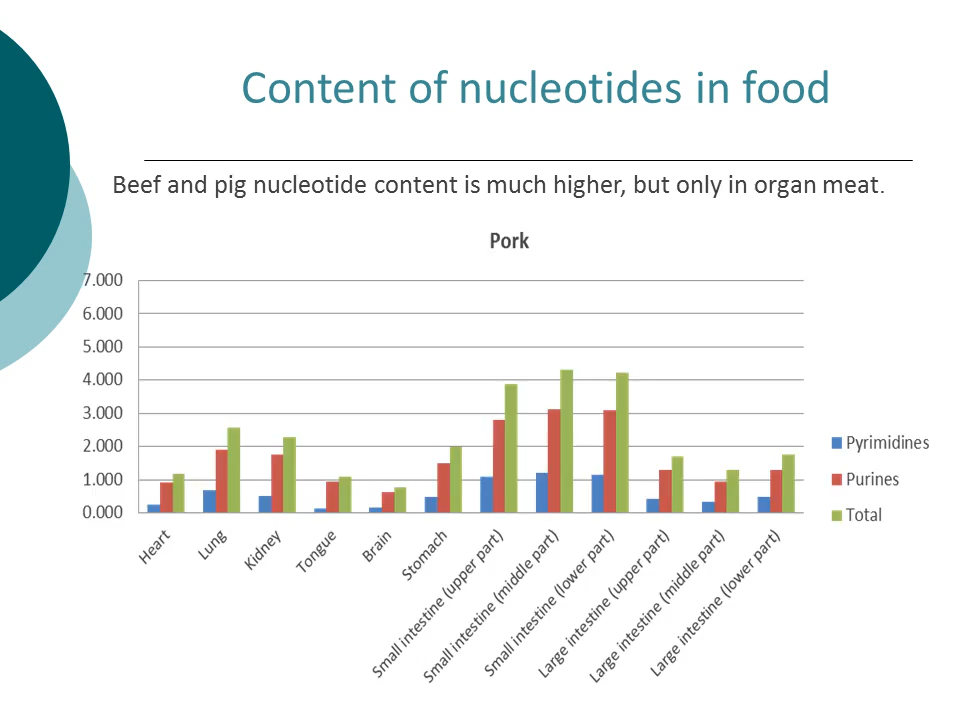 Content of nucleotides in food
Beef and pig nucleotide content is much higher, but only in organ meat.
Pork
7.000
6.000
5.000
4.000
3.000
2.000
1.000
0.000
Heart
Lung
Kidney
Tongue
Brain
Stomach
Small intestine (upper part)
Small intestine (middle part)
Small intestine (lower part)
Large intestine (upper part)
Large intestine (middle part)
Large intestine (lower part)
Pyrimidines
Purines
Total